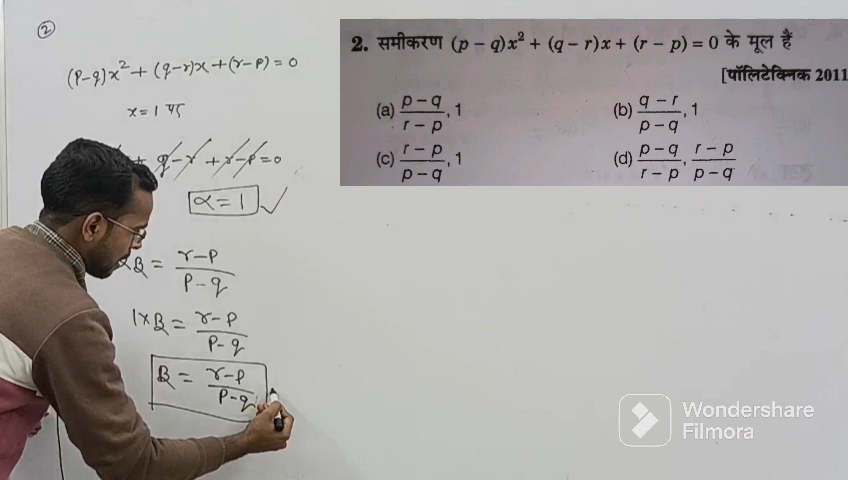 ②
(p-q)x² + (q-r)x + (r-p) = 0
x = 1 पर
+ q-r + r-p = 0
α = 1 ✓
αβ = r-p / p-q
1×β = r-p / p-q
β = r-p / p-q
2. समीकरण (p – q)x² + (q – r)x + (r – p) = 0 के मूल हैं
[पॉलिटेक्निक 2011
(a) p – q / r – p , 1
(b) q – r / p – q , 1
(c) r – p / p – q , 1
(d) p – q / r – p , r – p / p – q
Wondershare
Filmora